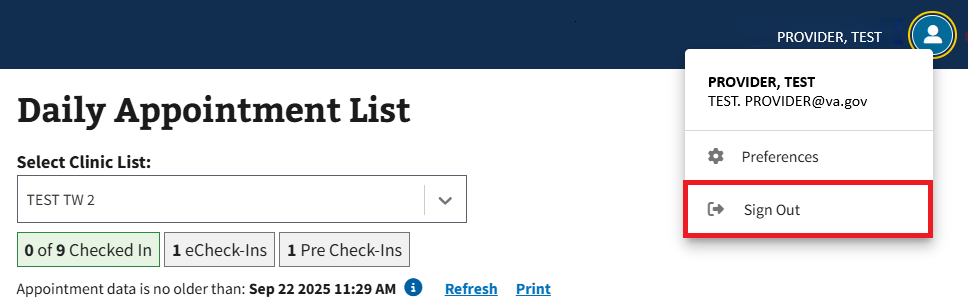 PROVIDER, TEST
PROVIDER, TEST
TEST. PROVIDER@va.gov
Preferences
Sign Out
Daily Appointment List
Select Clinic List:
TEST TW 2
0 of 9 Checked In 1 eCheck-Ins 1 Pre Check-Ins
Appointment data is no older than: Sep 22 2025 11:29 AM i Refresh Print